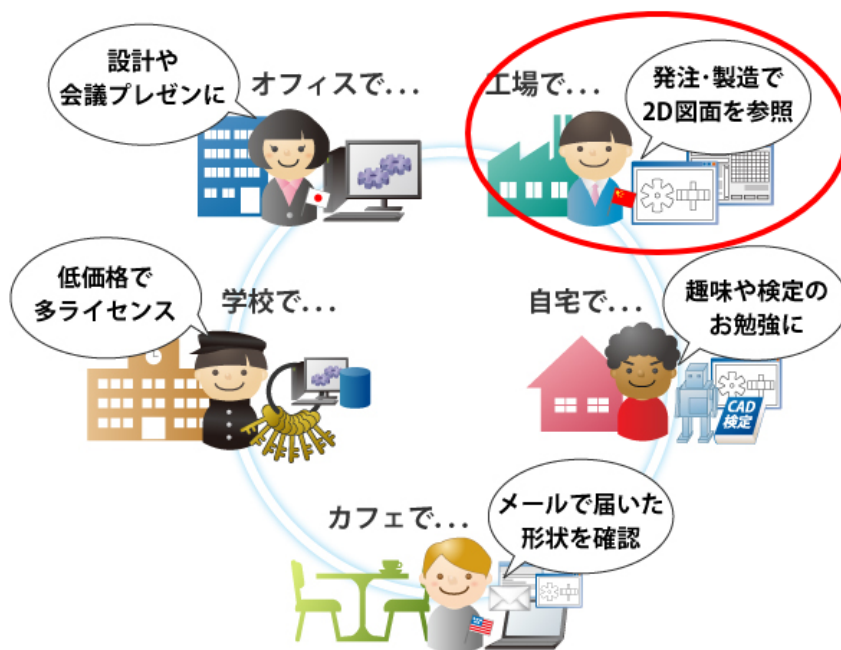 設計や
会議プレゼンに
オフィスで...
工場で...
発注・製造で
2D図面を参照
低価格で
多ライセンス
学校で...
自宅で...
趣味や検定の
お勉強に
CAD
検定
カフェで...
メールで届いた
形状を確認